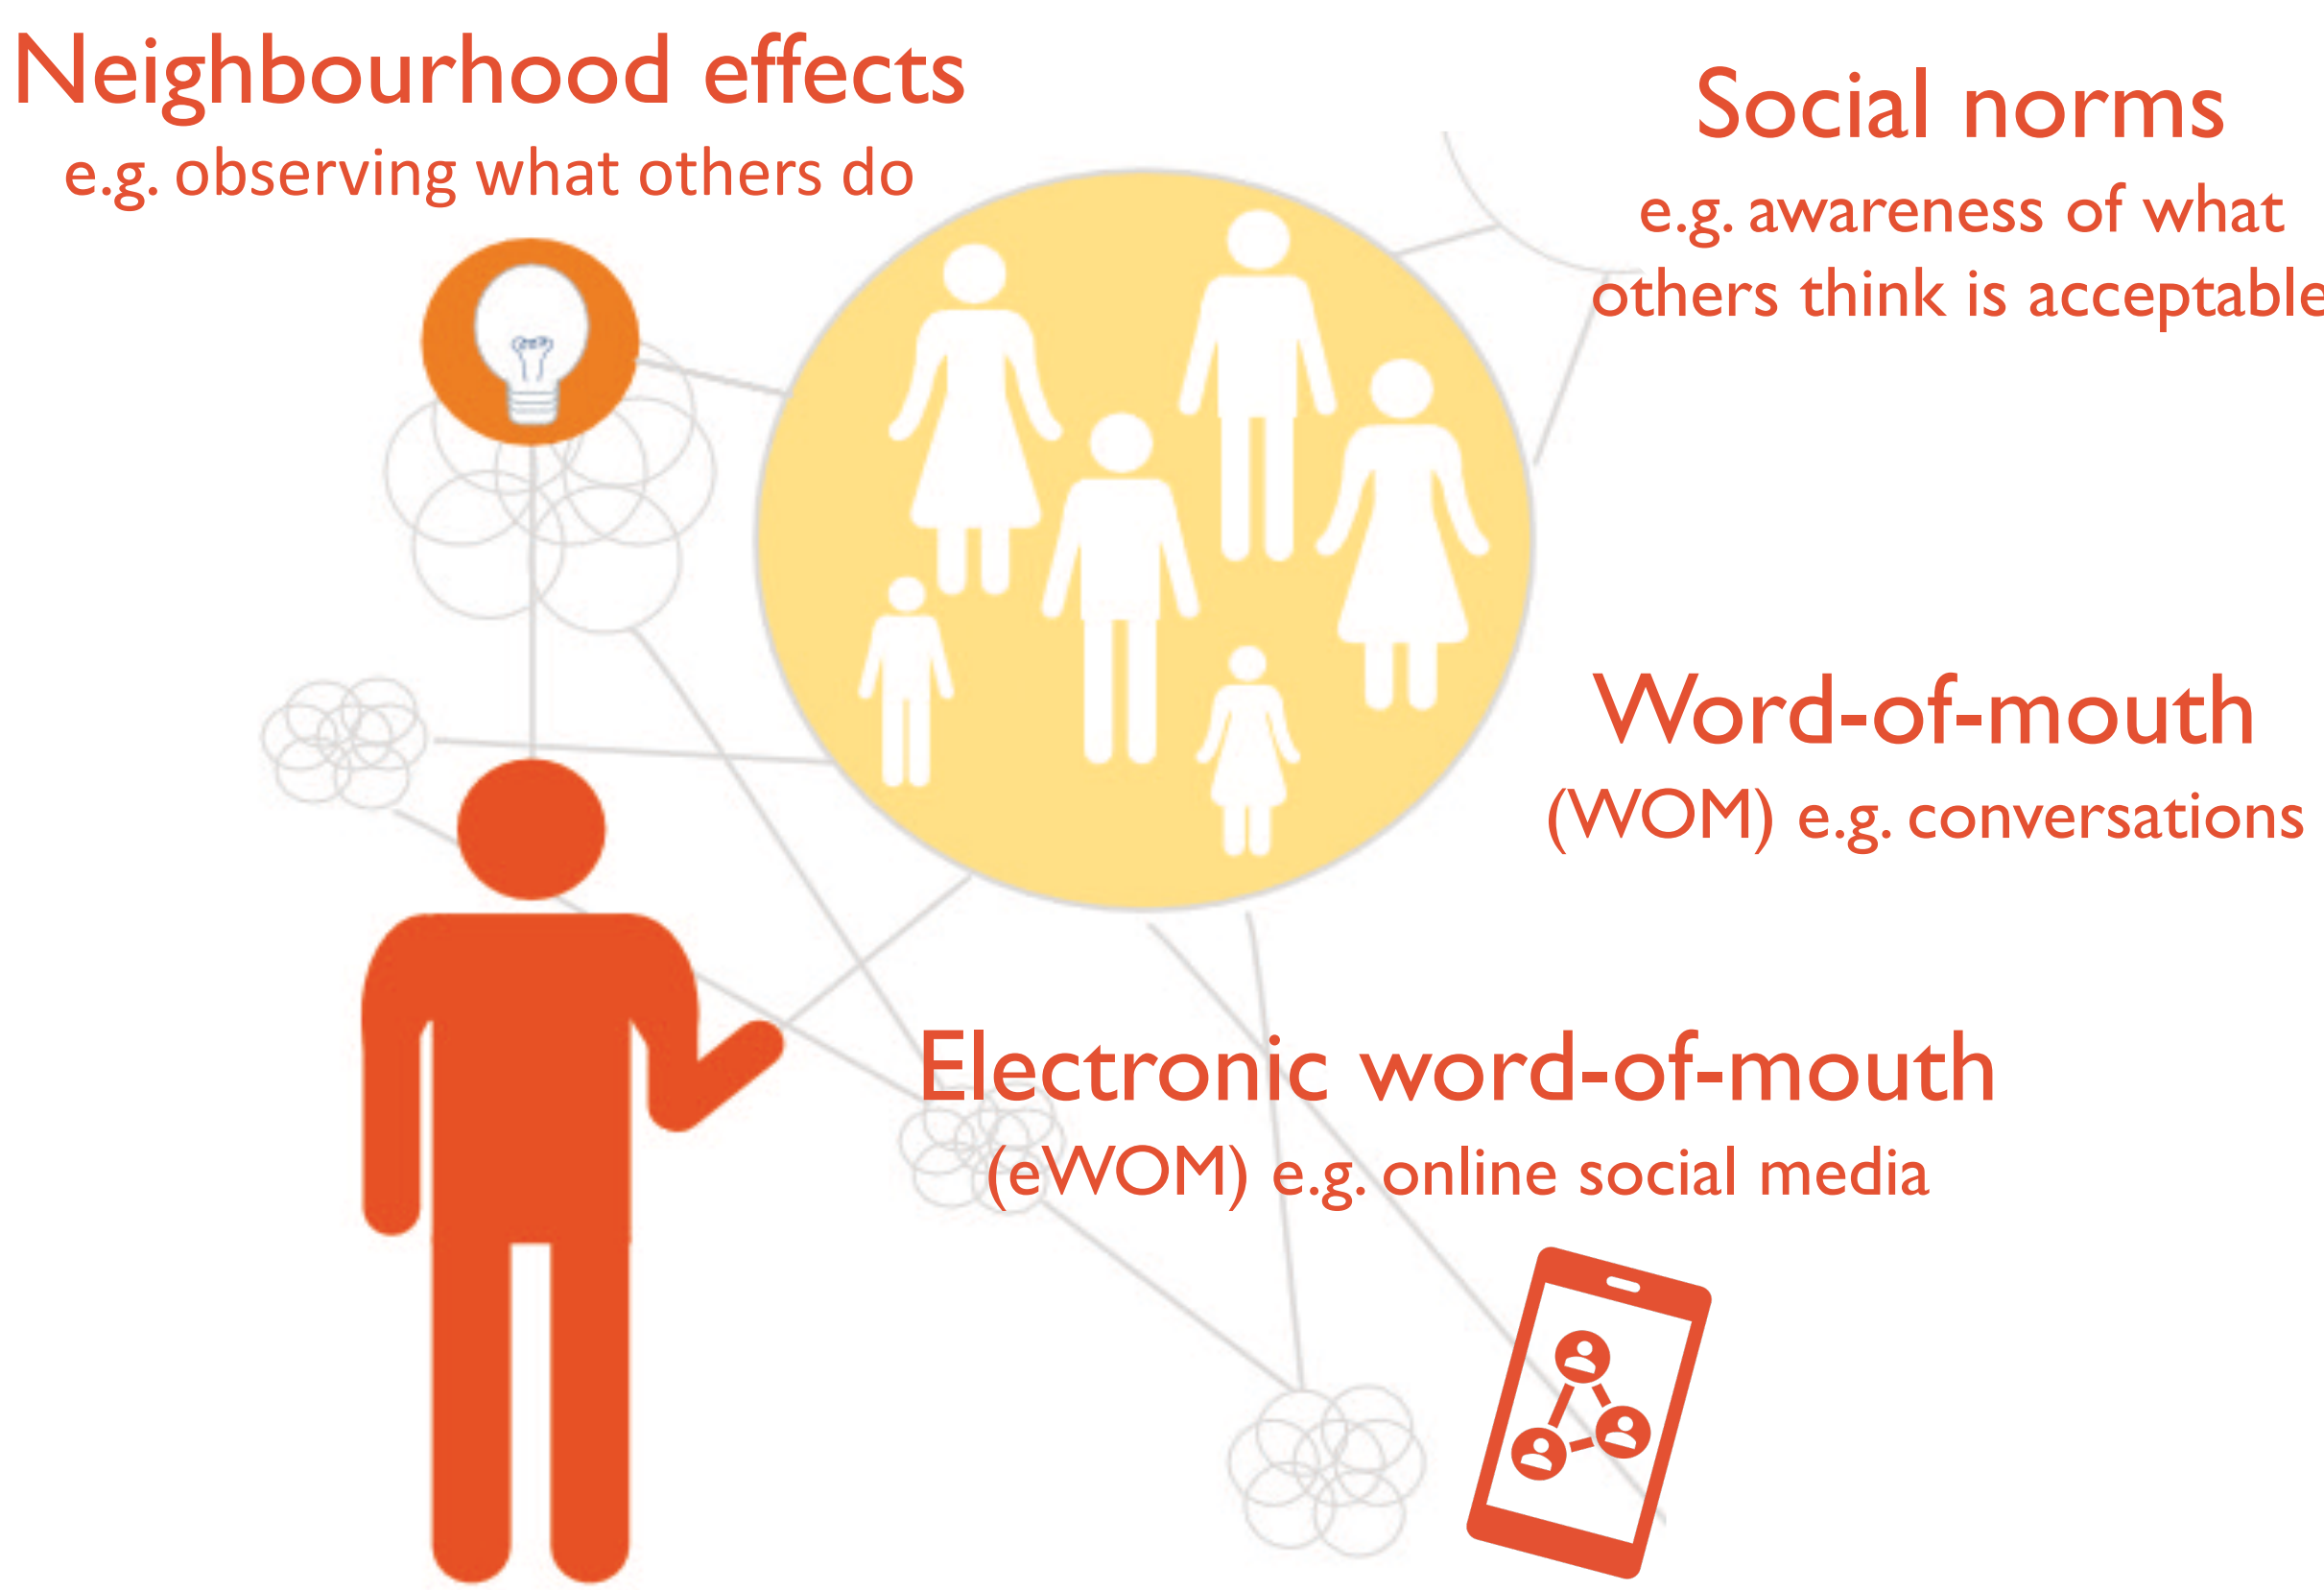 Neighbourhood effects
e.g. observing what others do
Social norms
e.g. awareness of what
others think is acceptable
Word-of-mouth
(WOM) e.g. conversations
Electronic word-of-mouth
(eWOM) e.g. online social media